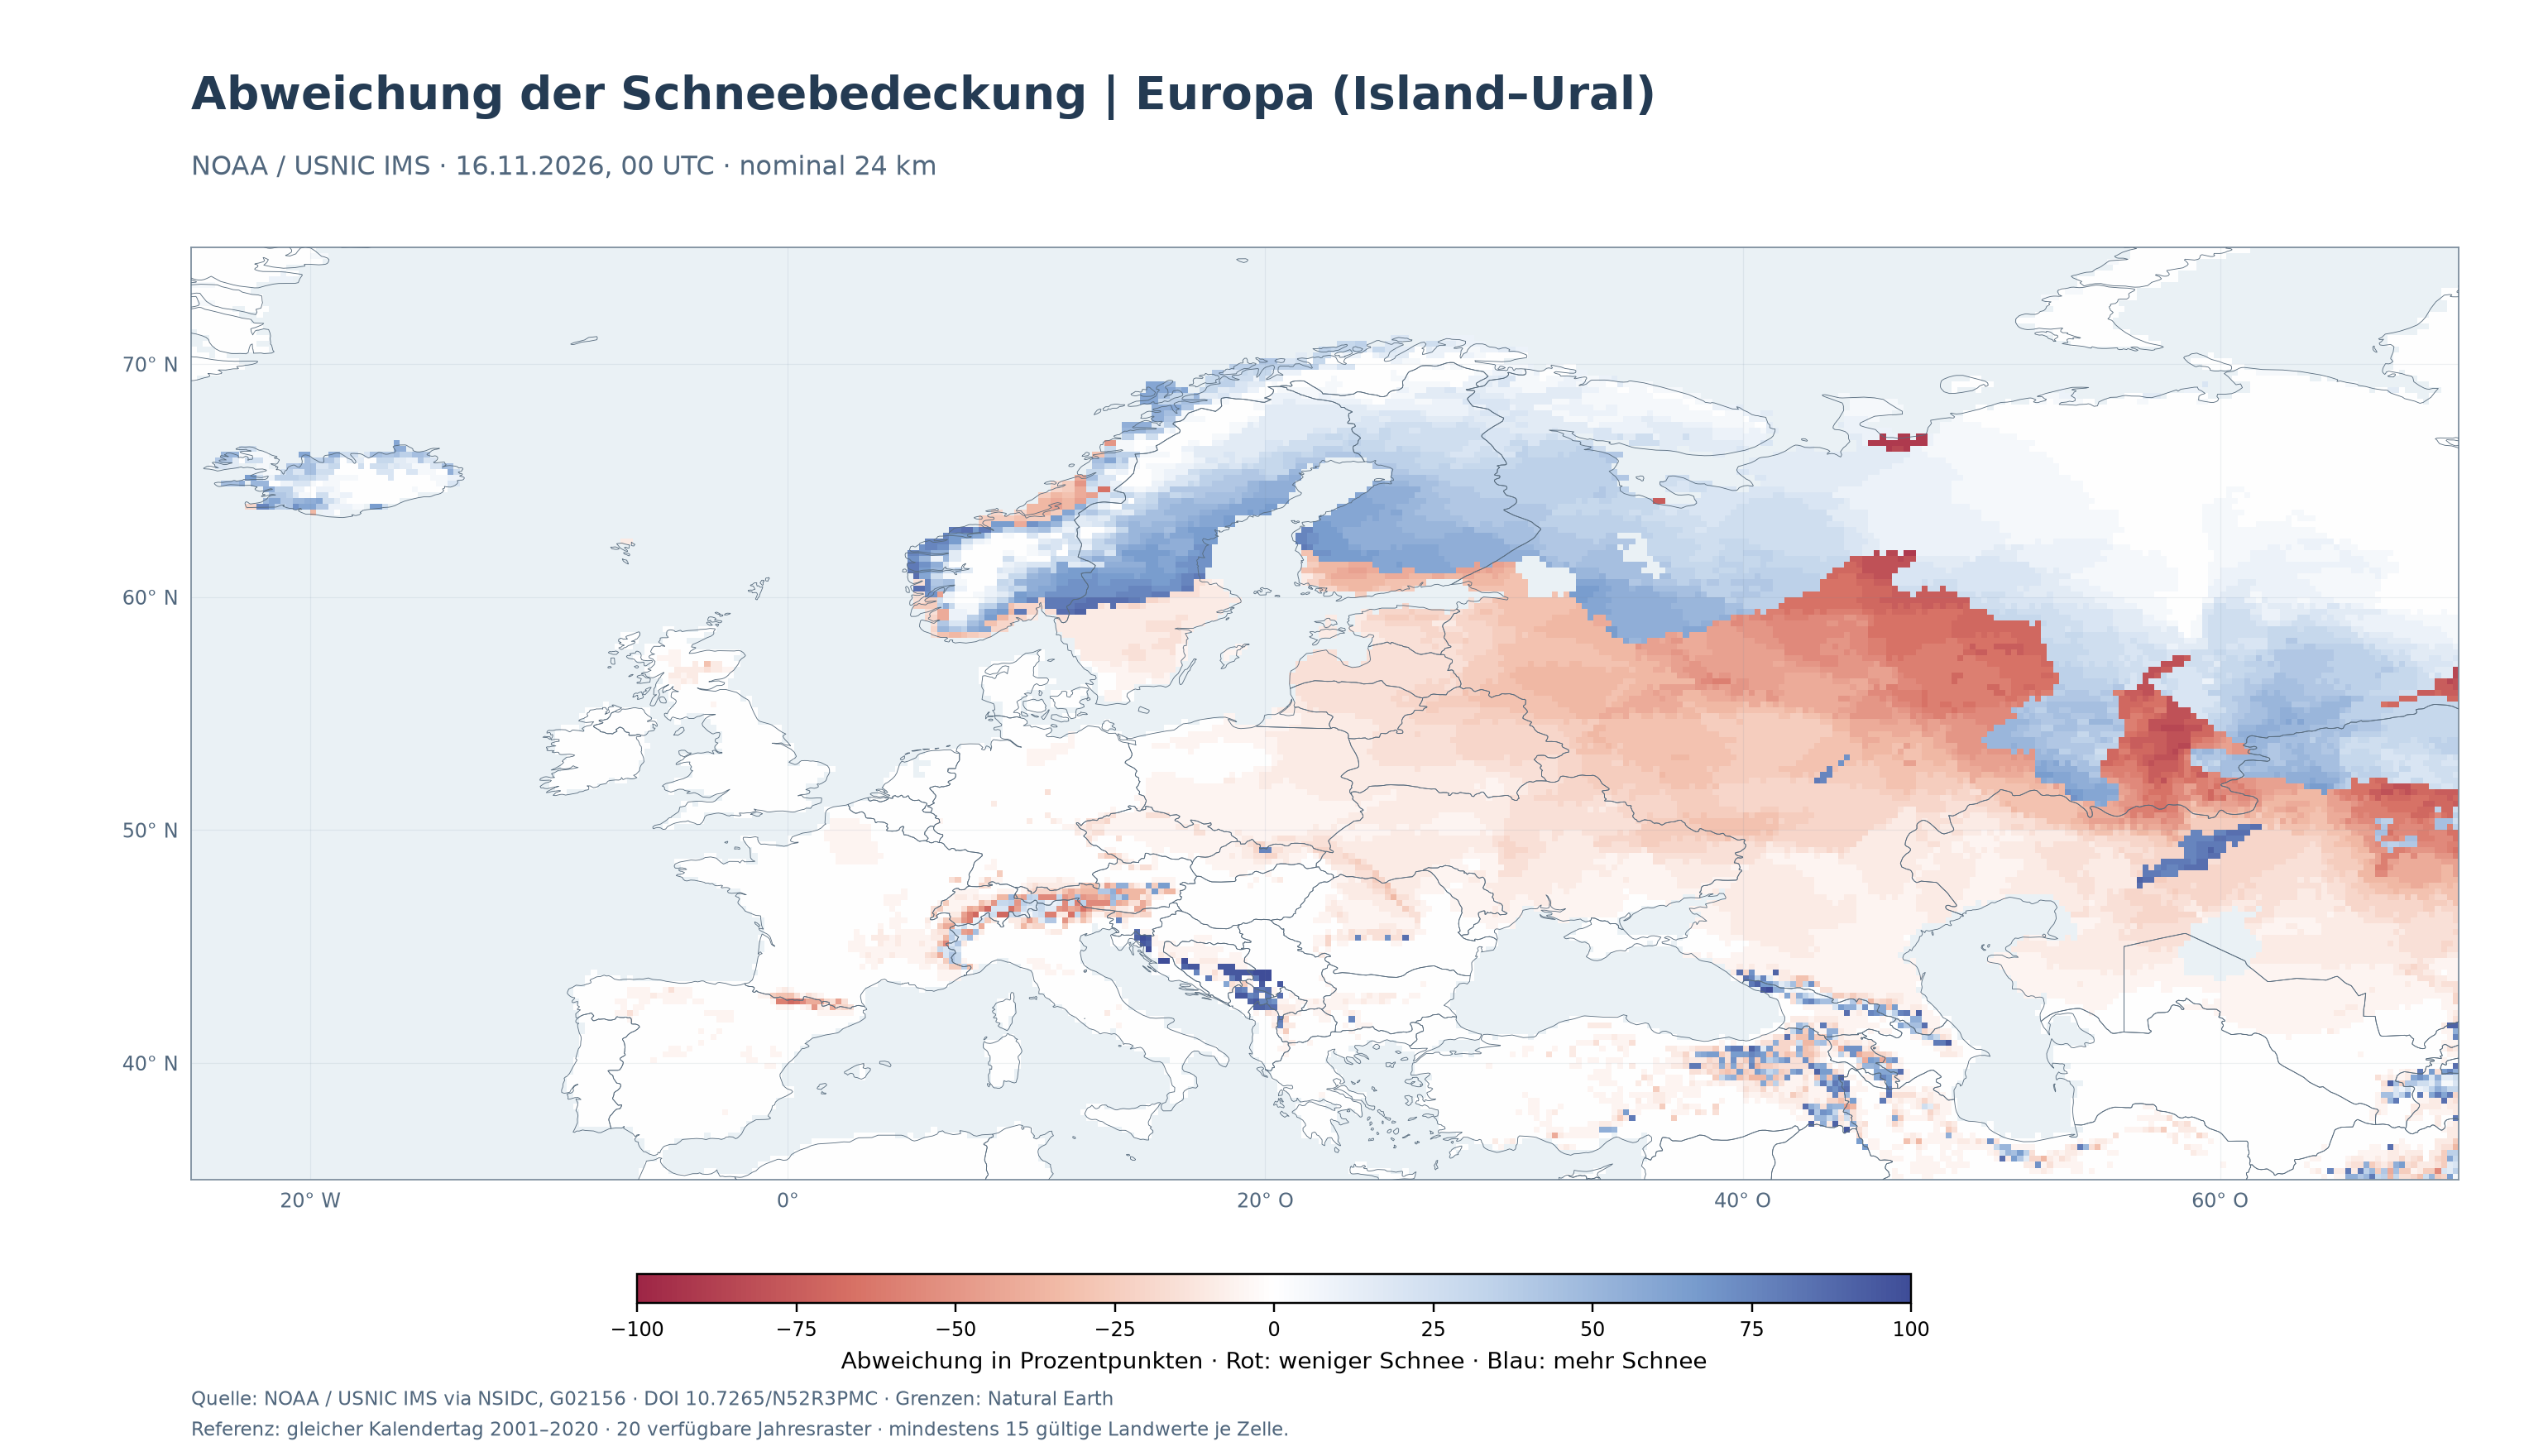 Abweichung der Schneebedeckung | Europa (Island–Ural)
NOAA / USNIC IMS · 16.11.2026, 00 UTC · nominal 24 km
70° N
60° N
50° N
40° N
20° W
0°
20° O
40° O
60° O
−100
−75
−50
−25
0
25
50
75
100
Abweichung in Prozentpunkten · Rot: weniger Schnee · Blau: mehr Schnee
Quelle: NOAA / USNIC IMS via NSIDC, G02156 · DOI 10.7265/N52R3PMC · Grenzen: Natural Earth
Referenz: gleicher Kalendertag 2001–2020 · 20 verfügbare Jahresraster · mindestens 15 gültige Landwerte je Zelle.